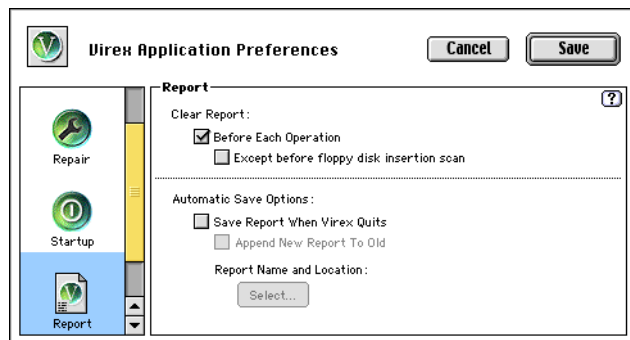 Virex Application Preferences
Cancel
Save
Repair
Startup
Report
Report
?
Clear Report:
Before Each Operation
Except before floppy disk insertion scan
Automatic Save Options:
Save Report When Virex Quits
Append New Report To Old
Report Name and Location:
Select...